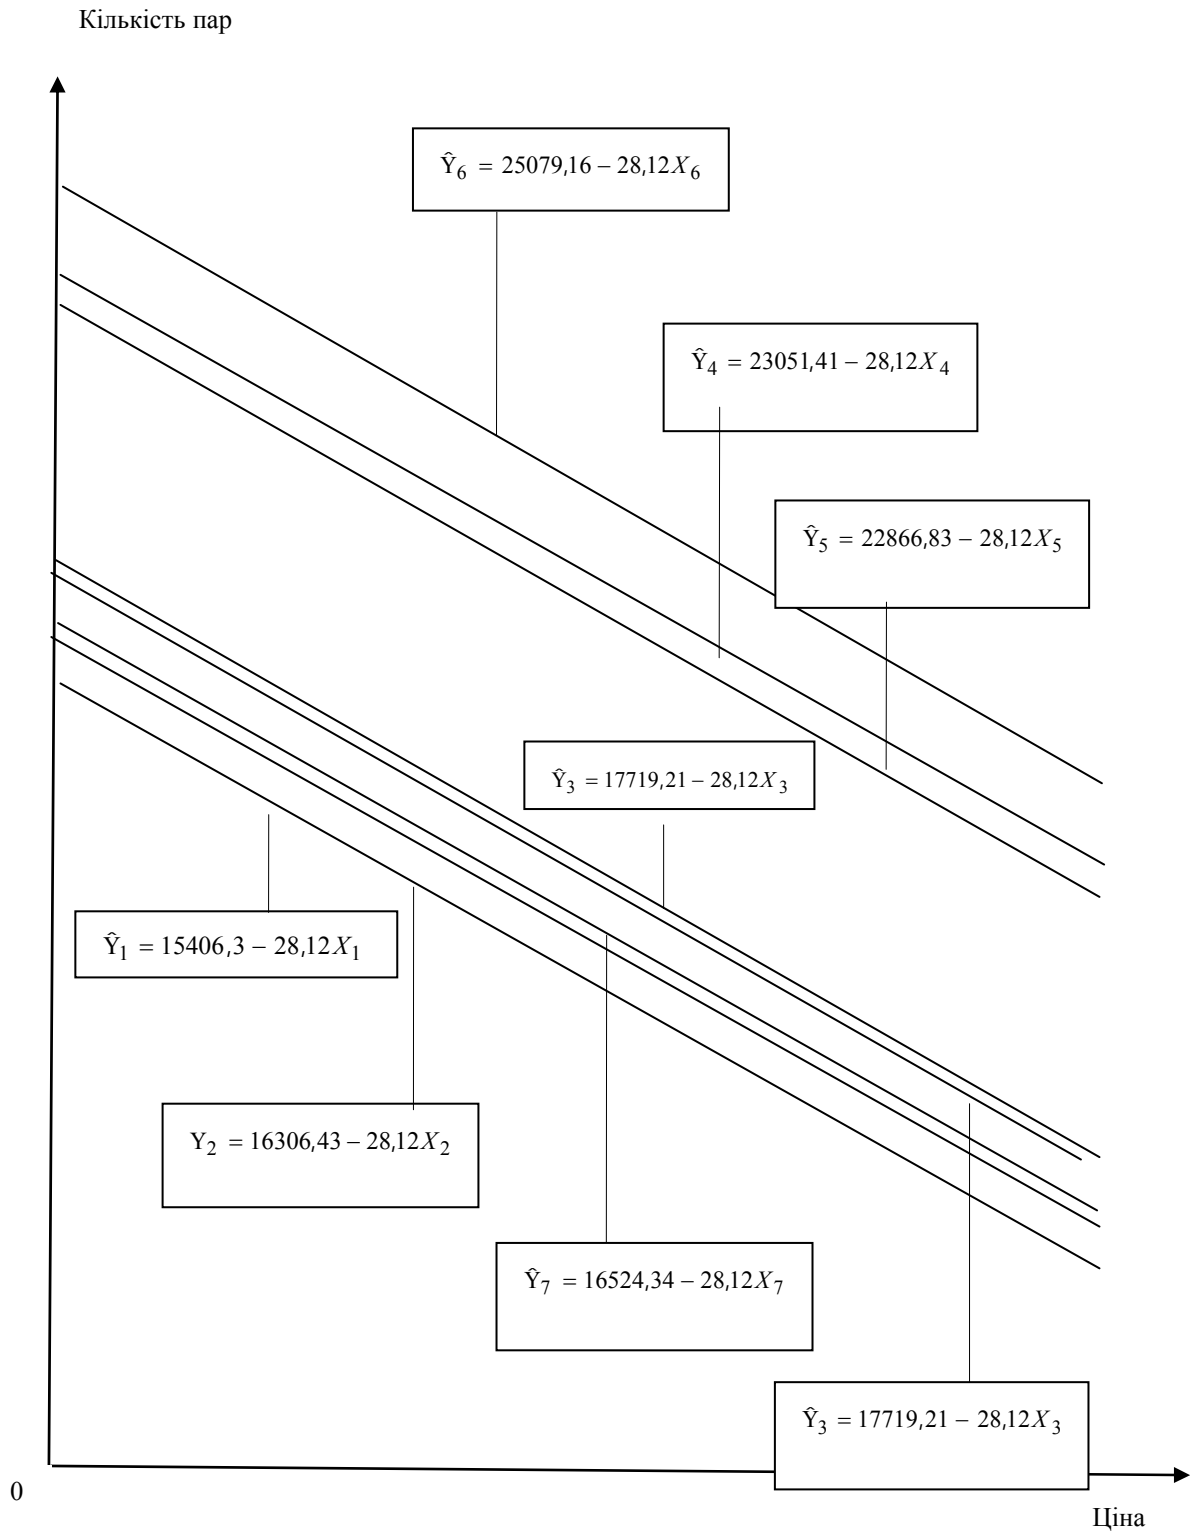 Кількість пар
Ŷ₆ = 25079,16 − 28,12X₆
Ŷ₄ = 23051,41 − 28,12X₄
Ŷ₅ = 22866,83 − 28,12X₅
Ŷ₃ = 17719,21 − 28,12X₃
Ŷ₁ = 15406,3 − 28,12X₁
Y₂ = 16306,43 − 28,12X₂
Ŷ₇ = 16524,34 − 28,12X₇
Ŷ₃ = 17719,21 − 28,12X₃
0
Ціна